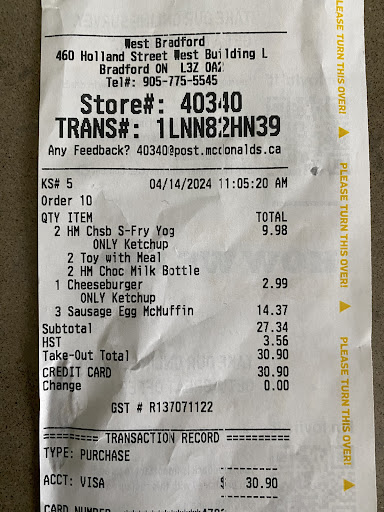 West Bradford
460 Holland Street West Building L
Bradford ON L3Z 0A2
Tel#: 905-775-5545
Store#: 40340
TRANS#: 1LNN82HN39
Any Feedback? 40340@post.mcdonalds.ca
KS# 5 04/14/2024 11:05:20 AM
Order 10
QTY ITEM TOTAL
2 HM Chsb S-Fry Yog 9.98
ONLY Ketchup
2 Toy with Meal
2 HM Choc Milk Bottle
1 Cheeseburger 2.99
ONLY Ketchup
3 Sausage Egg McMuffin 14.37
Subtotal 27.34
HST 3.56
Take-Out Total 30.90
CREDIT CARD 30.90
Change 0.00
GST # R137071122
========== TRANSACTION RECORD ==========
TYPE: PURCHASE
ACCT: VISA $ 30.90
CARD NUMBER
PLEASE TURN THIS OVER!
PLEASE TURN THIS OVER!
PLEASE TURN THIS OVER!